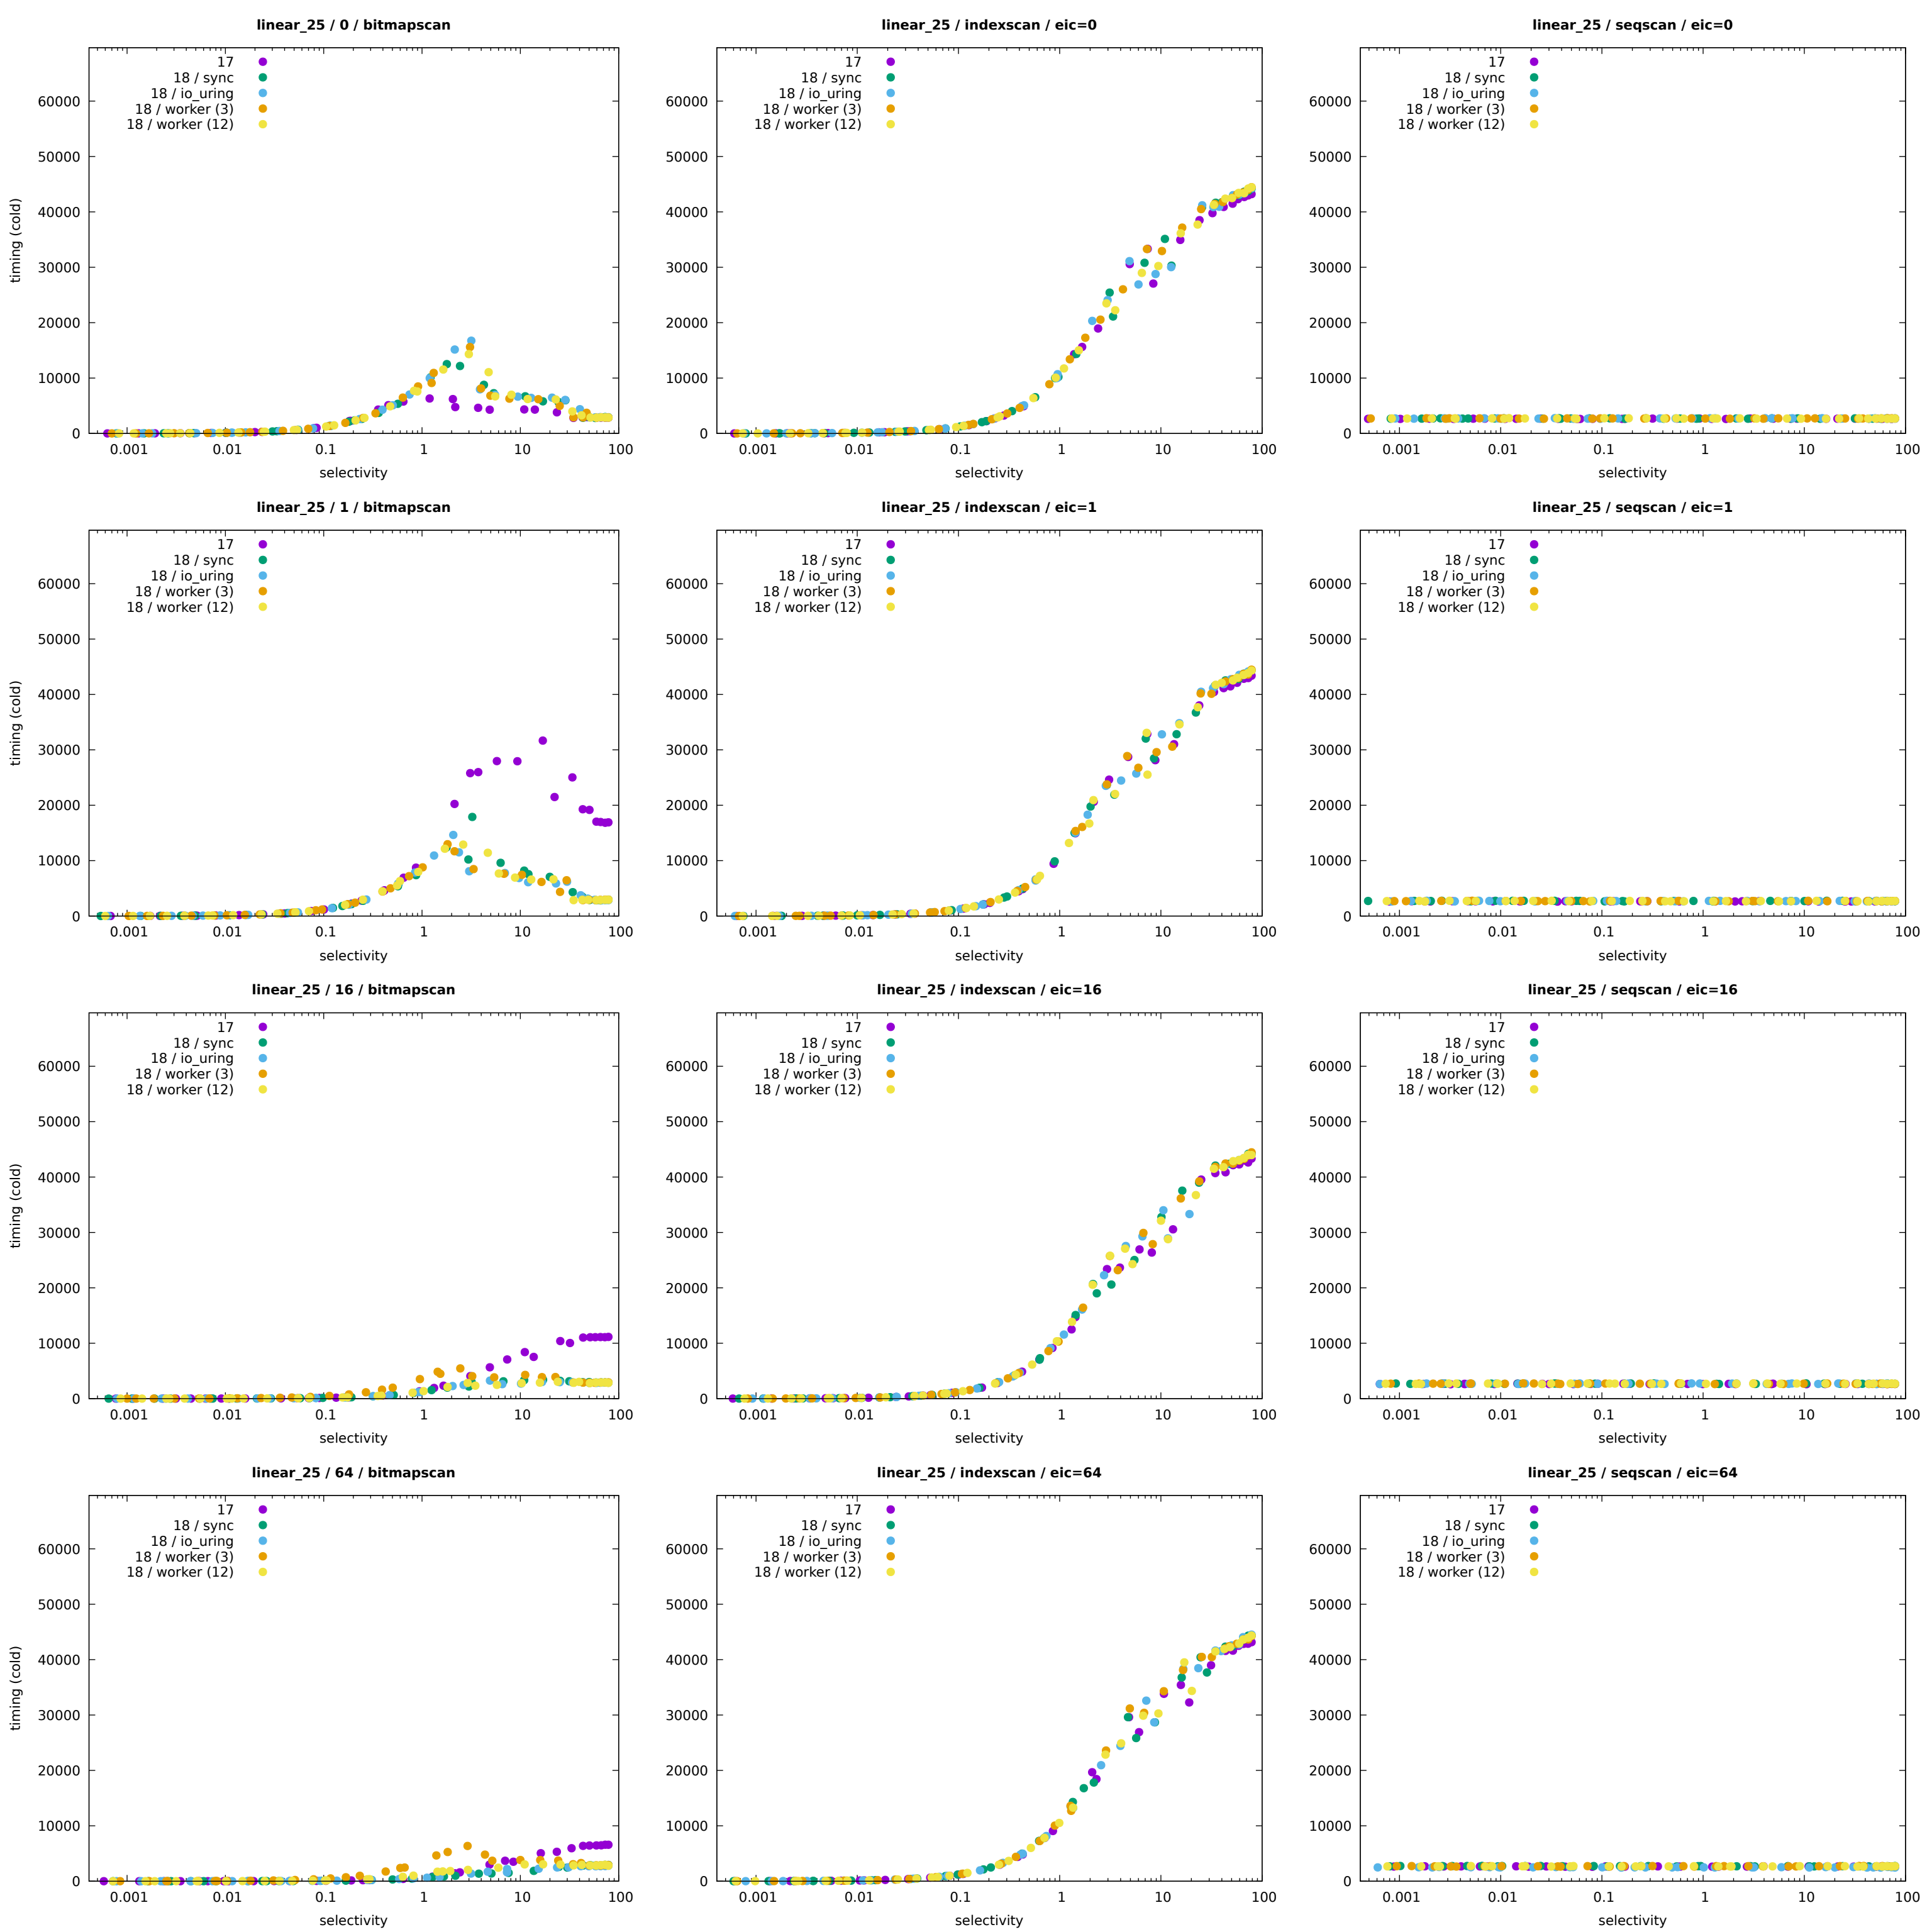 linear_25 / 0 / bitmapscan
17
18 / sync
18 / io_uring
18 / worker (3)
18 / worker (12)
60000
50000
40000
30000
20000
10000
0
timing (cold)
0.001 0.01 0.1 1 10 100
selectivity
linear_25 / indexscan / eic=0
17
18 / sync
18 / io_uring
18 / worker (3)
18 / worker (12)
60000
50000
40000
30000
20000
10000
0
0.001 0.01 0.1 1 10 100
selectivity
linear_25 / seqscan / eic=0
17
18 / sync
18 / io_uring
18 / worker (3)
18 / worker (12)
60000
50000
40000
30000
20000
10000
0
0.001 0.01 0.1 1 10 100
selectivity
linear_25 / 1 / bitmapscan
17
18 / sync
18 / io_uring
18 / worker (3)
18 / worker (12)
60000
50000
40000
30000
20000
10000
0
timing (cold)
0.001 0.01 0.1 1 10 100
selectivity
linear_25 / indexscan / eic=1
17
18 / sync
18 / io_uring
18 / worker (3)
18 / worker (12)
60000
50000
40000
30000
20000
10000
0
0.001 0.01 0.1 1 10 100
selectivity
linear_25 / seqscan / eic=1
17
18 / sync
18 / io_uring
18 / worker (3)
18 / worker (12)
60000
50000
40000
30000
20000
10000
0
0.001 0.01 0.1 1 10 100
selectivity
linear_25 / 16 / bitmapscan
17
18 / sync
18 / io_uring
18 / worker (3)
18 / worker (12)
60000
50000
40000
30000
20000
10000
0
timing (cold)
0.001 0.01 0.1 1 10 100
selectivity
linear_25 / indexscan / eic=16
17
18 / sync
18 / io_uring
18 / worker (3)
18 / worker (12)
60000
50000
40000
30000
20000
10000
0
0.001 0.01 0.1 1 10 100
selectivity
linear_25 / seqscan / eic=16
17
18 / sync
18 / io_uring
18 / worker (3)
18 / worker (12)
60000
50000
40000
30000
20000
10000
0
0.001 0.01 0.1 1 10 100
selectivity
linear_25 / 64 / bitmapscan
17
18 / sync
18 / io_uring
18 / worker (3)
18 / worker (12)
60000
50000
40000
30000
20000
10000
0
timing (cold)
0.001 0.01 0.1 1 10 100
selectivity
linear_25 / indexscan / eic=64
17
18 / sync
18 / io_uring
18 / worker (3)
18 / worker (12)
60000
50000
40000
30000
20000
10000
0
0.001 0.01 0.1 1 10 100
selectivity
linear_25 / seqscan / eic=64
17
18 / sync
18 / io_uring
18 / worker (3)
18 / worker (12)
60000
50000
40000
30000
20000
10000
0
0.001 0.01 0.1 1 10 100
selectivity